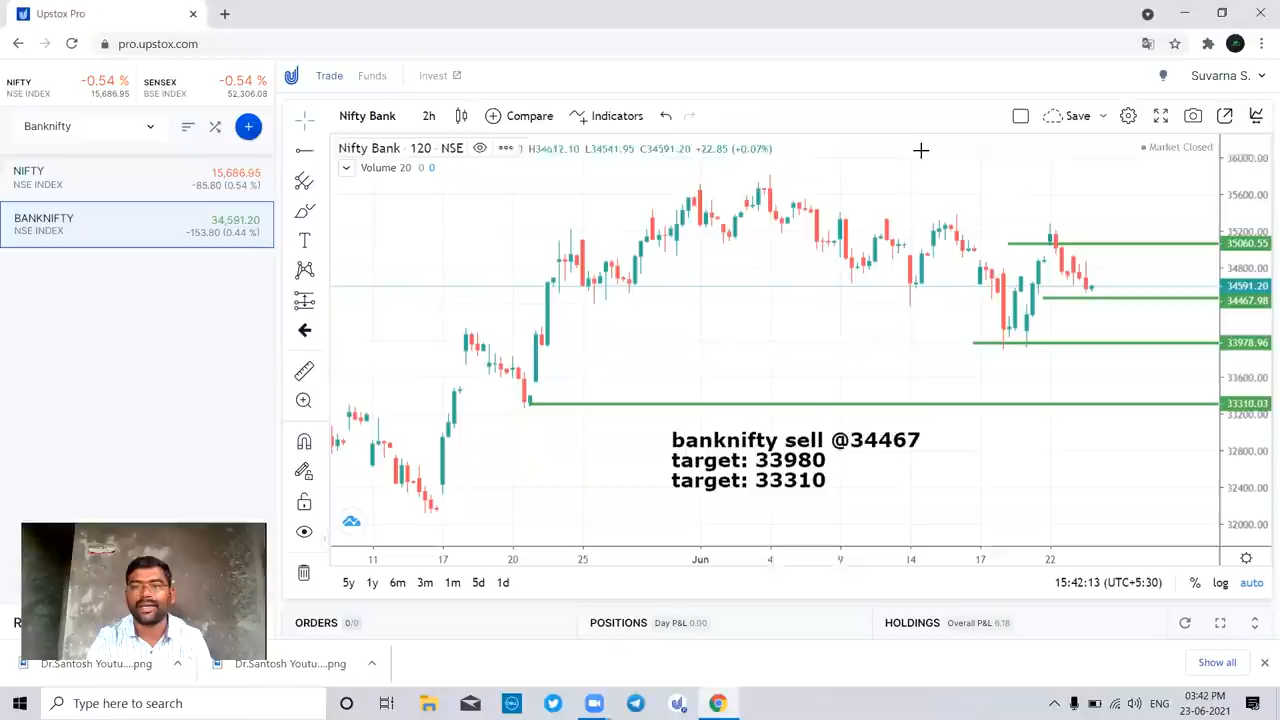 Upstox Pro
pro.upstox.com
NIFTY -0.54 % SENSEX -0.54 %
NSE INDEX 15,686.95 BSE INDEX 52,306.08
Trade Funds Invest Suvarna S.
Banknifty
Nifty Bank 2h Compare Indicators Save
NIFTY 15,686.95
NSE INDEX -85.80 (0.54 %)
BANKNIFTY 34,591.20
NSE INDEX -153.80 (0.44 %)
Nifty Bank · 120 · NSE H34612.10 L34541.95 C34591.20 +22.85 (+0.07%)
Market Closed
Volume 20 0 0
36000.00
35600.00
35200.00
35060.55
34800.00
34591.20
34467.98
33978.96
33600.00
33310.03
33200.00
32800.00
32400.00
32000.00
banknifty sell @34467
target: 33980
target: 33310
11 17 20 25 Jun 4 9 14 17 22
5y 1y 6m 3m 1m 5d 1d 15:42:13 (UTC+5:30) % log auto
ORDERS 0/0 POSITIONS Day P&L 0.00 HOLDINGS Overall P&L 6.18
Dr.Santosh Youtu....png Dr.Santosh Youtu....png Show all
Type here to search
ENG 03:42 PM
23-06-2021